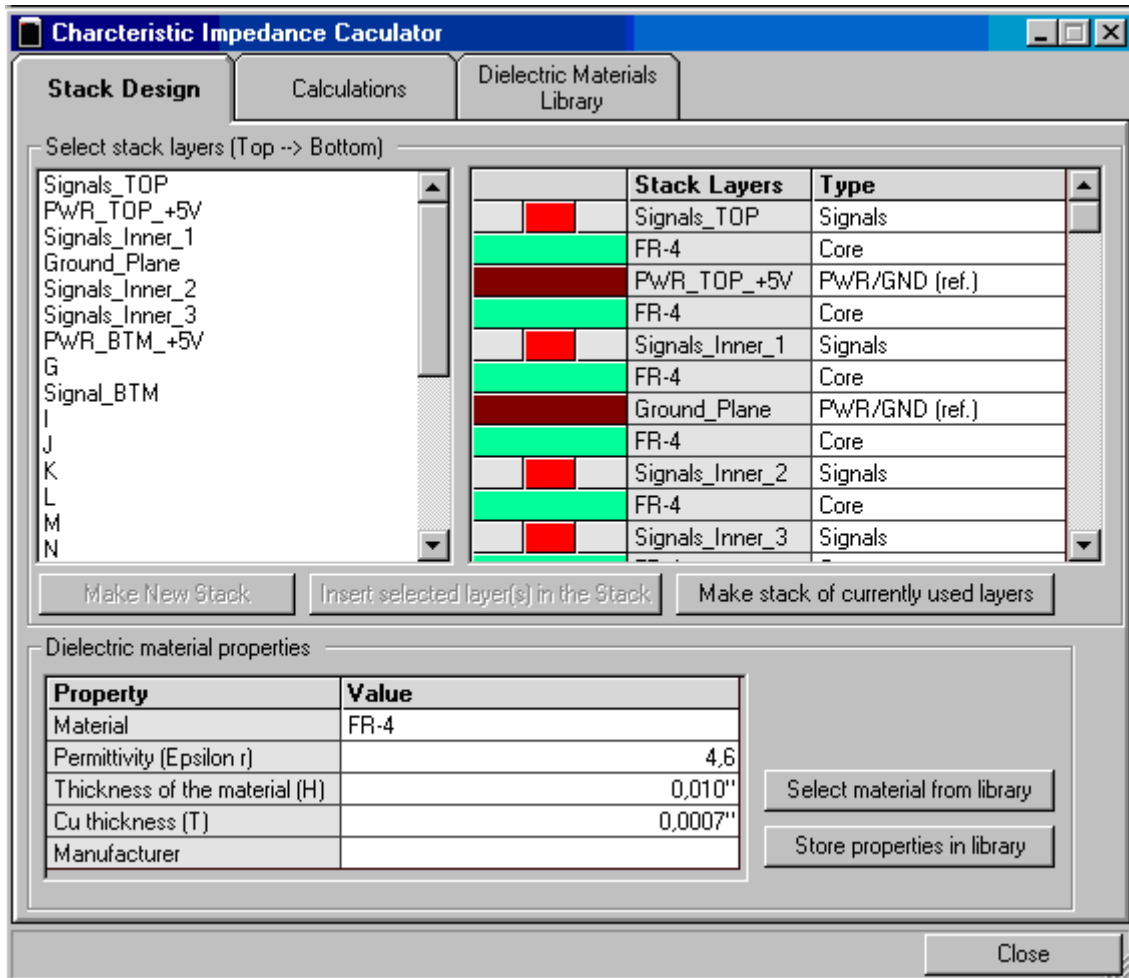 Charcteristic Impedance Caculator
Stack Design
Calculations
Dielectric Materials
Library
Select stack layers (Top --> Bottom)
Signals_TOP
PWR_TOP_+5V
Signals_Inner_1
Ground_Plane
Signals_Inner_2
Signals_Inner_3
PWR_BTM_+5V
G
Signal_BTM
I
J
K
L
M
N
Stack Layers Type
Signals_TOP Signals
FR-4 Core
PWR_TOP_+5V PWR/GND (ref.)
FR-4 Core
Signals_Inner_1 Signals
FR-4 Core
Ground_Plane PWR/GND (ref.)
FR-4 Core
Signals_Inner_2 Signals
FR-4 Core
Signals_Inner_3 Signals
Make New Stack
Insert selected layer(s) in the Stack
Make stack of currently used layers
Dielectric material properties
Property Value
Material FR-4
Permittivity (Epsilon r) 4,6
Thickness of the material (H) 0,010"
Cu thickness (T) 0,0007"
Manufacturer
Select material from library
Store properties in library
Close